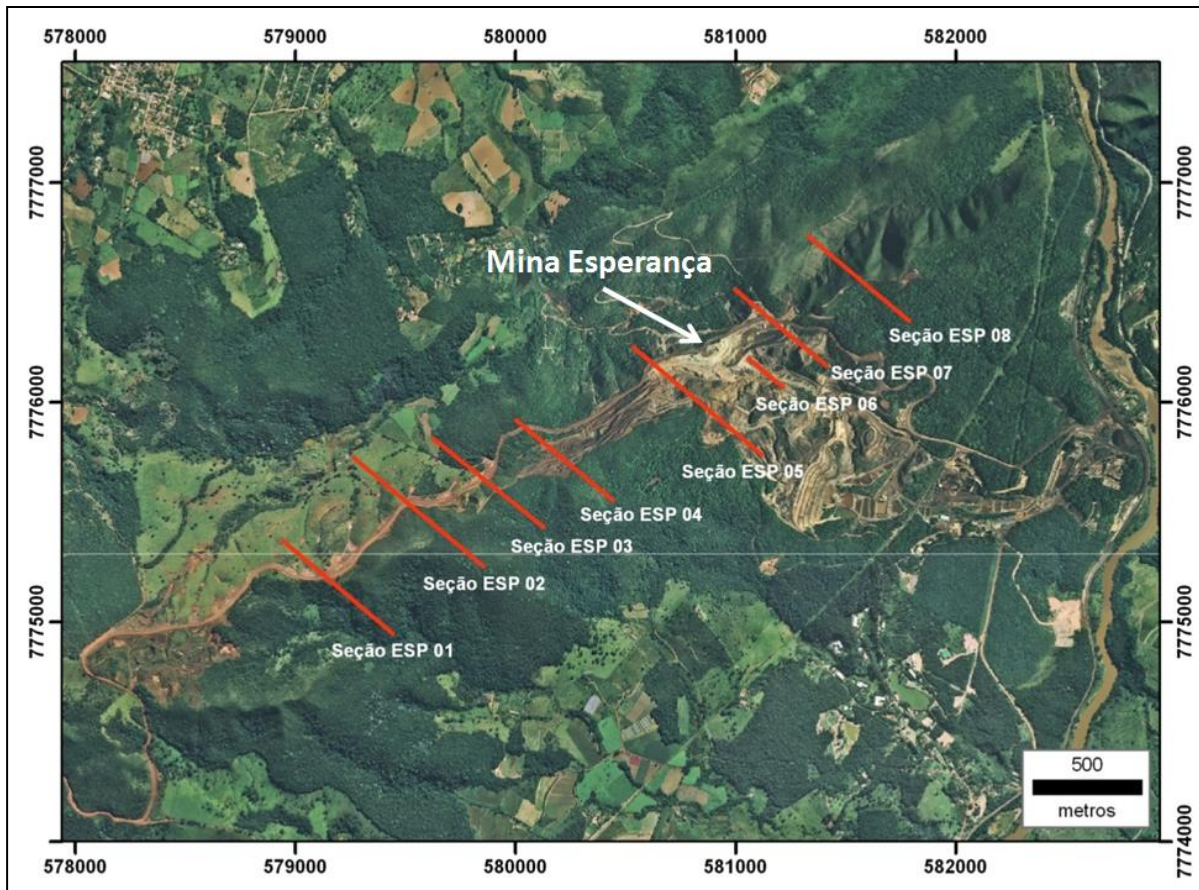 578000 579000 580000 581000 582000
7777000 7777000
Mina Esperança
Seção ESP 08
Seção ESP 07
7776000 7776000
Seção ESP 06
Seção ESP 05
Seção ESP 04
Seção ESP 03
Seção ESP 02
7775000 7775000
Seção ESP 01
500
metros
7774000 7774000
578000 579000 580000 581000 582000